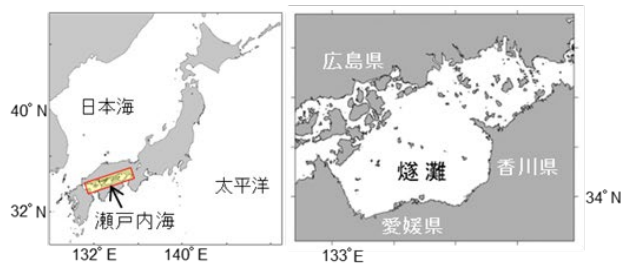 40°N
日本海
太平洋
32°N
瀬戸内海
132°E
140°E
広島県
燧灘
香川県
34°N
愛媛県
133°E